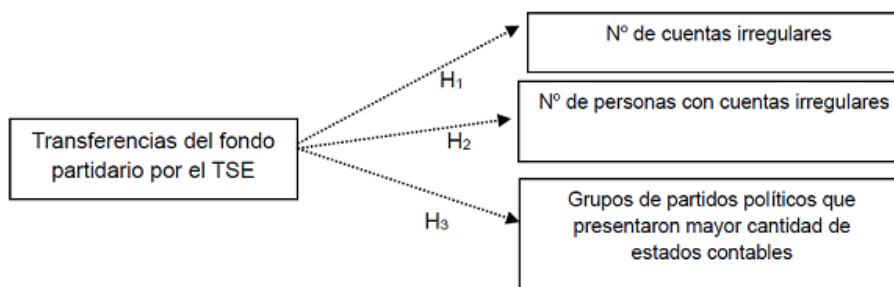 Transferencias del fondo
partidario por el TSE
H1
Nº de cuentas irregulares
H2
Nº de personas con cuentas irregulares
H3
Grupos de partidos políticos que
presentaron mayor cantidad de
estados contables